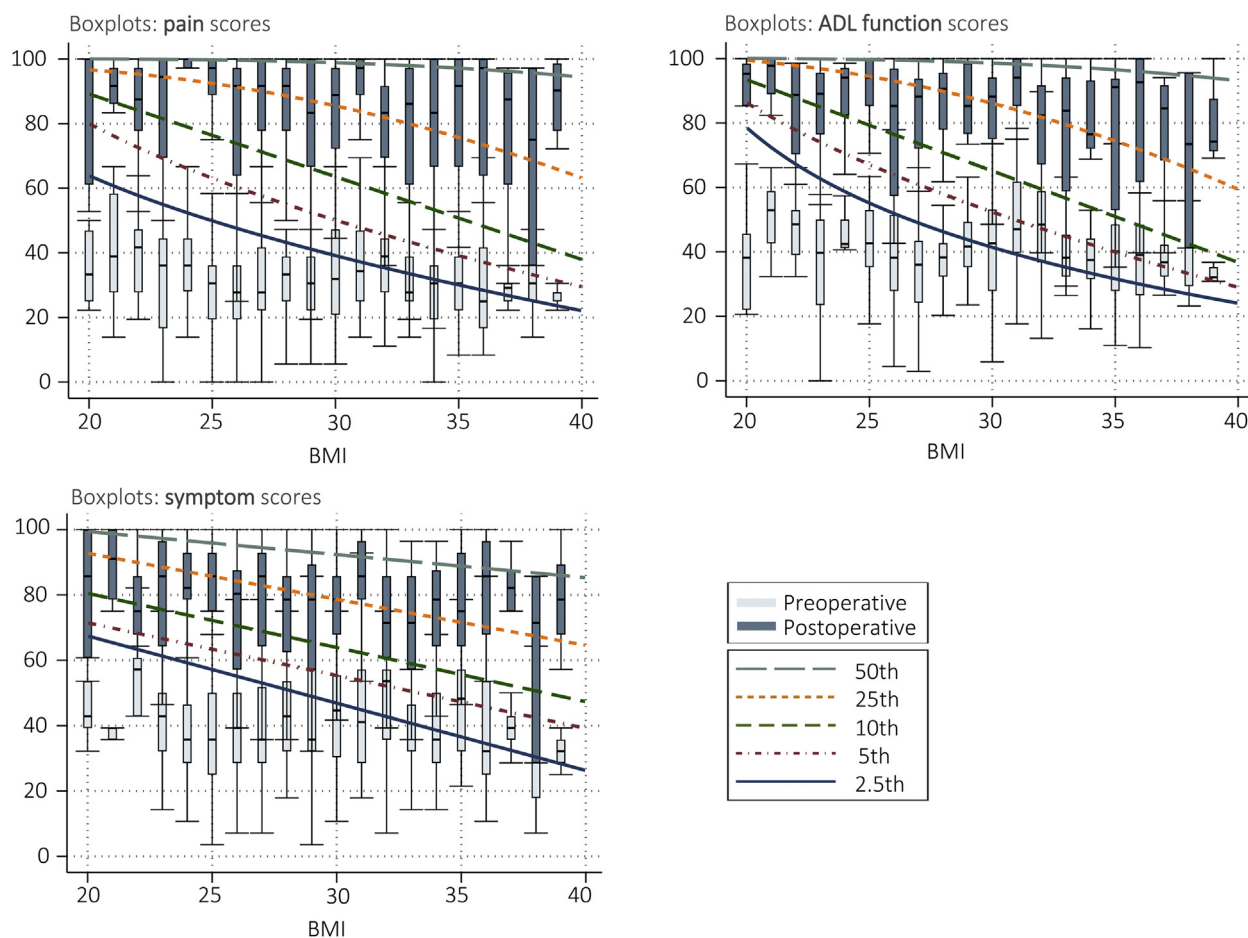 Boxplots: pain scores
100
80
60
40
20
0
20 25 30 35 40
BMI
Boxplots: ADL function scores
100
80
60
40
20
0
20 25 30 35 40
BMI
Boxplots: symptom scores
100
80
60
40
20
0
20 25 30 35 40
BMI
Preoperative
Postoperative
50th
25th
10th
5th
2.5th